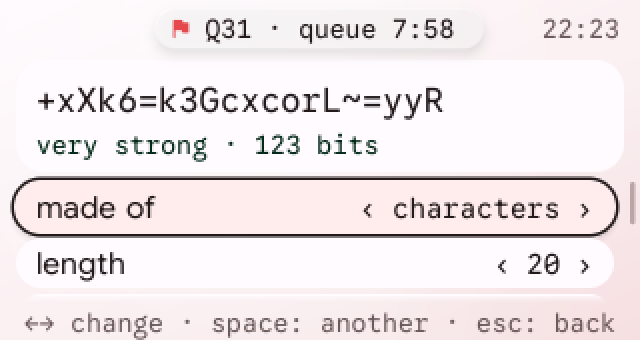 Q31 · queue 7:58
22:23
+xXk6=k3GcxcorL~=yyR
very strong · 123 bits
made of ‹ characters ›
length ‹ 20 ›
↔ change · space: another · esc: back